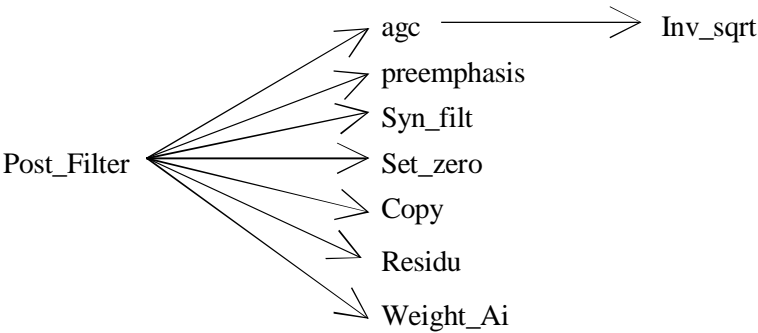 agc Inv_sqrt
preemphasis
Syn_filt
Post_Filter Set_zero
Copy
Residu
Weight_Ai